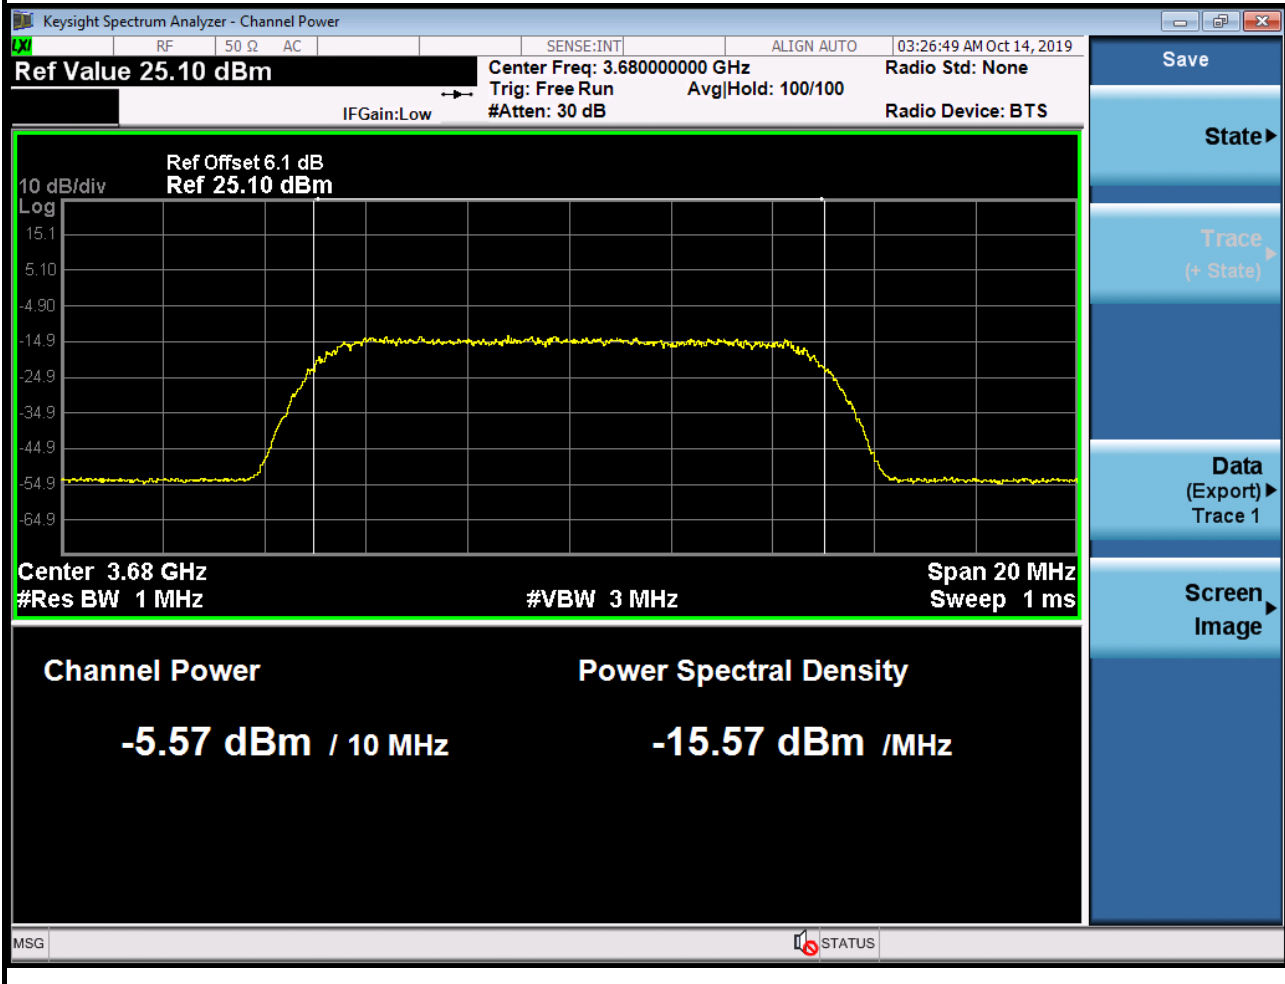 Keysight Spectrum Analyzer - Channel Power
LXI RF 50 Ω AC SENSE:INT ALIGN AUTO 03:26:49 AM Oct 14, 2019
Ref Value 25.10 dBm
Center Freq: 3.680000000 GHz Radio Std: None
Trig: Free Run Avg|Hold: 100/100
IFGain:Low #Atten: 30 dB Radio Device: BTS
Ref Offset 6.1 dB
10 dB/div Ref 25.10 dBm
Log
15.1
5.10
-4.90
-14.9
-24.9
-34.9
-44.9
-54.9
-64.9
Center 3.68 GHz Span 20 MHz
#Res BW 1 MHz #VBW 3 MHz Sweep 1 ms
Channel Power Power Spectral Density
-5.57 dBm / 10 MHz -15.57 dBm /MHz
MSG STATUS
Save
State
Trace
(+ State)
Data
(Export)
Trace 1
Screen
Image